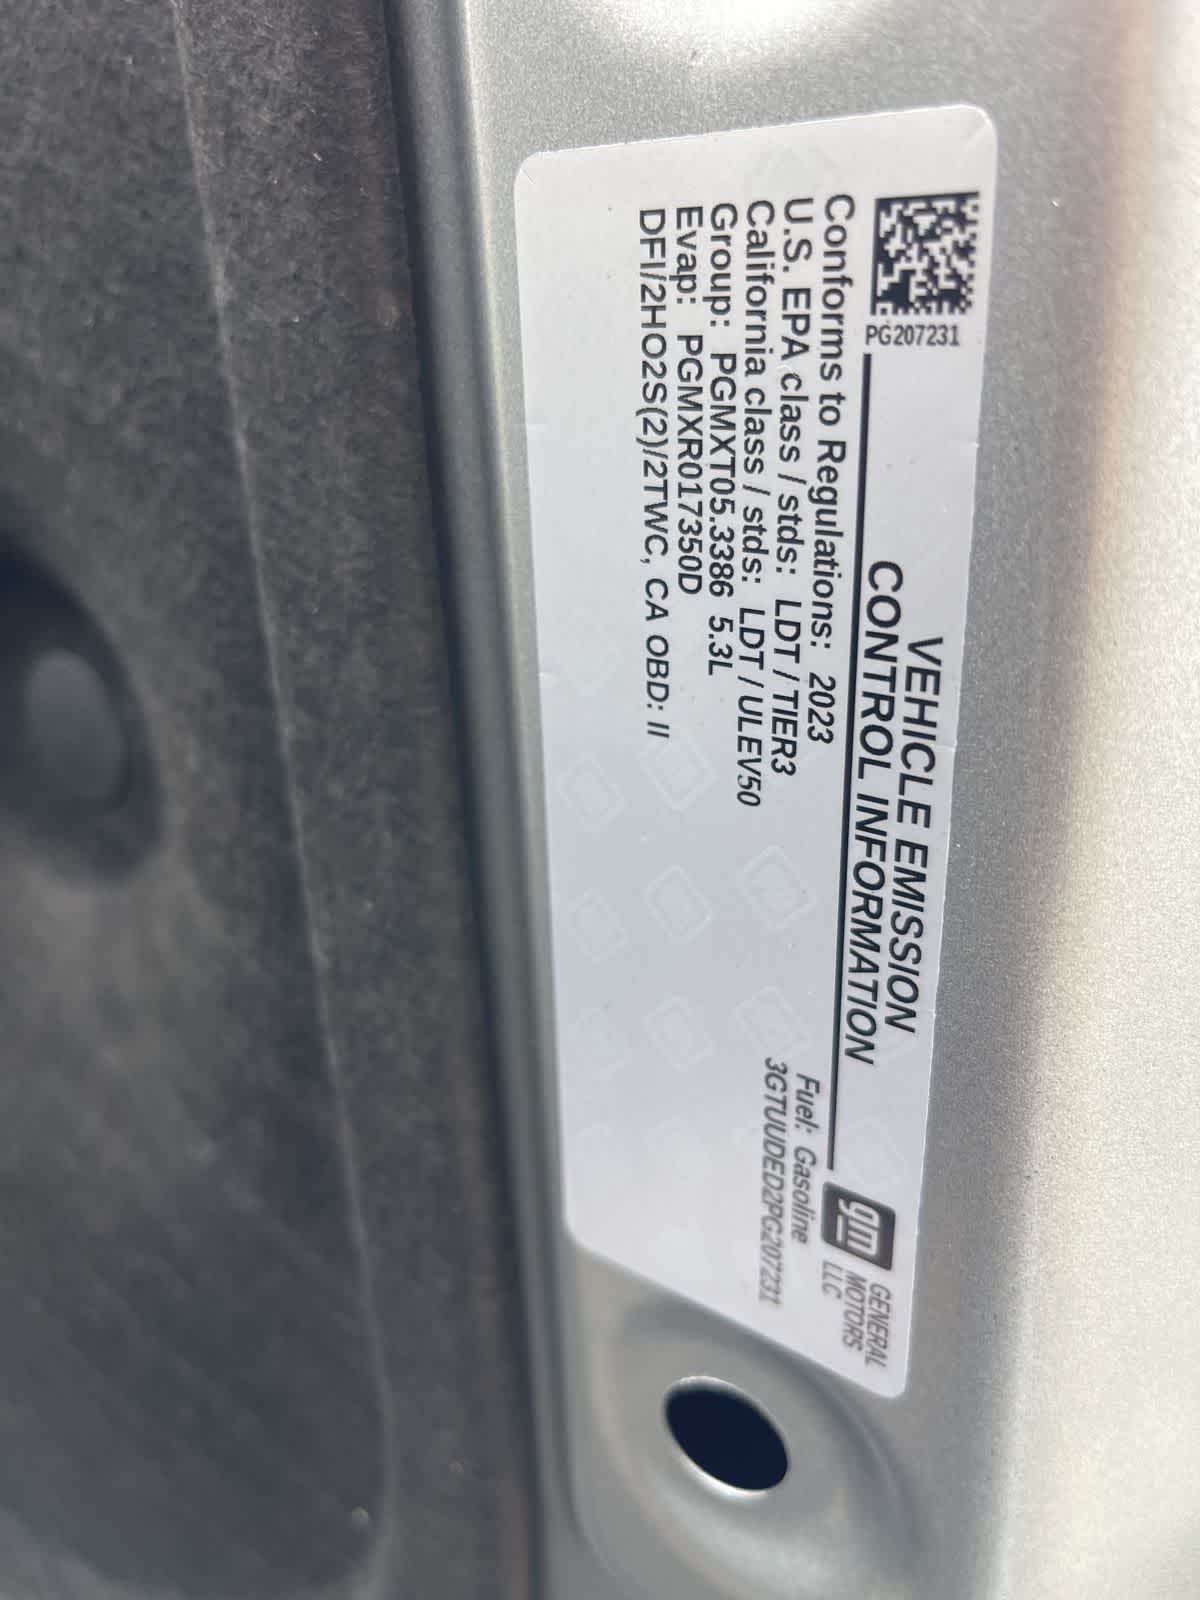 PG207231
VEHICLE EMISSION
CONTROL INFORMATION
gm
GENERAL
MOTORS
LLC
Conforms to Regulations: 2023
U.S. EPA class / stds: LDT / TIER3
California class / stds: LDT / ULEV50
Group: PGMXT05.3386 5.3L
Evap: PGMXR017350D
DFI/2HO2S(2)/2TWC, CA OBD: II
Fuel: Gasoline
3GTUUDED2PG207231